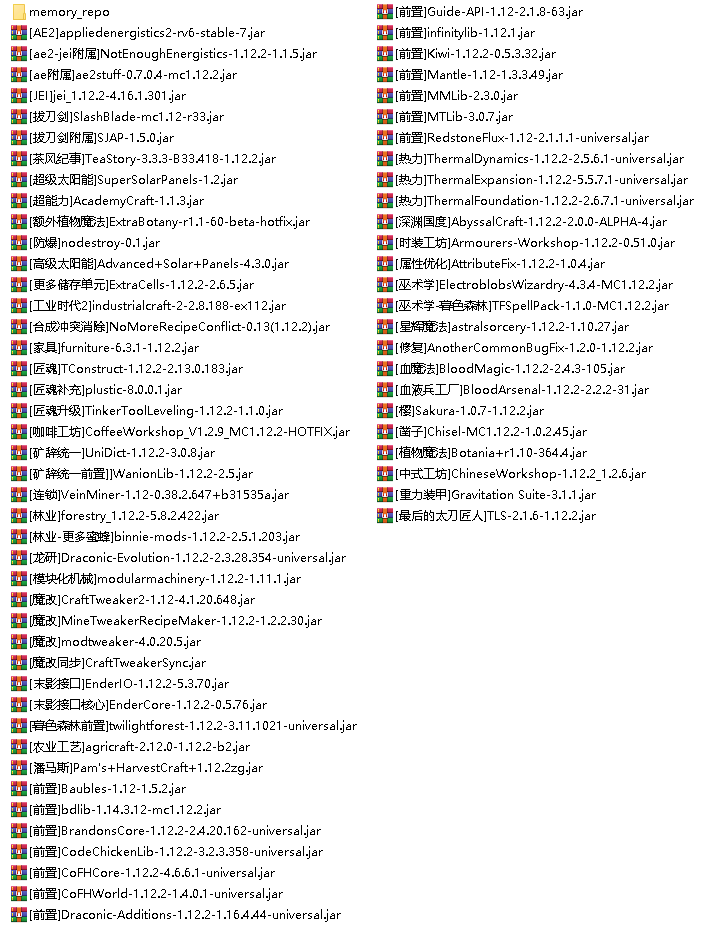 memory_repo
[AE2]appliedenergistics2-rv6-stable-7.jar
[ae2-jei附属]NotEnoughEnergistics-1.12.2-1.1.5.jar
[ae附属]ae2stuff-0.7.0.4-mc1.12.2.jar
[JEI]jei_1.12.2-4.16.1.301.jar
[拔刀剑]SlashBlade-mc1.12-r33.jar
[拔刀剑附属]SJAP-1.5.0.jar
[茶风纪事]TeaStory-3.3.3-B33.418-1.12.2.jar
[超级太阳能]SuperSolarPanels-1.2.jar
[超能力]AcademyCraft-1.1.3.jar
[额外植物魔法]ExtraBotany-r1.1-60-beta-hotfix.jar
[防爆]nodestroy-0.1.jar
[高级太阳能]Advanced+Solar+Panels-4.3.0.jar
[更多储存单元]ExtraCells-1.12.2-2.6.5.jar
[工业时代2]industrialcraft-2-2.8.188-ex112.jar
[合成冲突消除]NoMoreRecipeConflict-0.13(1.12.2).jar
[家具]furniture-6.3.1-1.12.2.jar
[匠魂]TConstruct-1.12.2-2.13.0.183.jar
[匠魂补充]plustic-8.0.0.1.jar
[匠魂升级]TinkerToolLeveling-1.12.2-1.1.0.jar
[咖啡工坊]CoffeeWorkshop_V1.2.9_MC1.12.2-HOTFIX.jar
[矿辞统一]UniDict-1.12.2-3.0.8.jar
[矿辞统一前置]]WanionLib-1.12.2-2.5.jar
[连锁]VeinMiner-1.12-0.38.2.647+b31535a.jar
[林业]forestry_1.12.2-5.8.2.422.jar
[林业-更多蜜蜂]binnie-mods-1.12.2-2.5.1.203.jar
[龙研]Draconic-Evolution-1.12.2-2.3.28.354-universal.jar
[模块化机械]modularmachinery-1.12.2-1.11.1.jar
[魔改]CraftTweaker2-1.12-4.1.20.648.jar
[魔改]MineTweakerRecipeMaker-1.12.2-1.2.2.30.jar
[魔改]modtweaker-4.0.20.5.jar
[魔改同步]CraftTweakerSync.jar
[末影接口]EnderIO-1.12.2-5.3.70.jar
[末影接口核心]EnderCore-1.12.2-0.5.76.jar
[暮色森林前置]twilightforest-1.12.2-3.11.1021-universal.jar
[农业工艺]agricraft-2.12.0-1.12.2-b2.jar
[潘马斯]Pam's+HarvestCraft+1.12.2zg.jar
[前置]Baubles-1.12-1.5.2.jar
[前置]bdlib-1.14.3.12-mc1.12.2.jar
[前置]BrandonsCore-1.12.2-2.4.20.162-universal.jar
[前置]CodeChickenLib-1.12.2-3.2.3.358-universal.jar
[前置]CoFHCore-1.12.2-4.6.6.1-universal.jar
[前置]CoFHWorld-1.12.2-1.4.0.1-universal.jar
[前置]Draconic-Additions-1.12.2-1.16.4.44-universal.jar
[前置]Guide-API-1.12-2.1.8-63.jar
[前置]infinitylib-1.12.1.jar
[前置]Kiwi-1.12.2-0.5.3.32.jar
[前置]Mantle-1.12-1.3.3.49.jar
[前置]MMLib-2.3.0.jar
[前置]MTLib-3.0.7.jar
[前置]RedstoneFlux-1.12-2.1.1.1-universal.jar
[热力]ThermalDynamics-1.12.2-2.5.6.1-universal.jar
[热力]ThermalExpansion-1.12.2-5.5.7.1-universal.jar
[热力]ThermalFoundation-1.12.2-2.6.7.1-universal.jar
[深渊国度]AbyssalCraft-1.12.2-2.0.0-ALPHA-4.jar
[时装工坊]Armourers-Workshop-1.12.2-0.51.0.jar
[属性优化]AttributeFix-1.12.2-1.0.4.jar
[巫术学]ElectroblobsWizardry-4.3.4-MC1.12.2.jar
[巫术学-暮色森林]TFSpellPack-1.1.0-MC1.12.2.jar
[星辉魔法]astralsorcery-1.12.2-1.10.27.jar
[修复]AnotherCommonBugFix-1.2.0-1.12.2.jar
[血魔法]BloodMagic-1.12.2-2.4.3-105.jar
[血液兵工厂]BloodArsenal-1.12.2-2.2.2-31.jar
[樱]Sakura-1.0.7-1.12.2.jar
[凿子]Chisel-MC1.12.2-1.0.2.45.jar
[植物魔法]Botania+r1.10-364.4.jar
[中式工坊]ChineseWorkshop-1.12.2_1.2.6.jar
[重力装甲]Gravitation Suite-3.1.1.jar
[最后的太刀匠人]TLS-2.1.6-1.12.2.jar